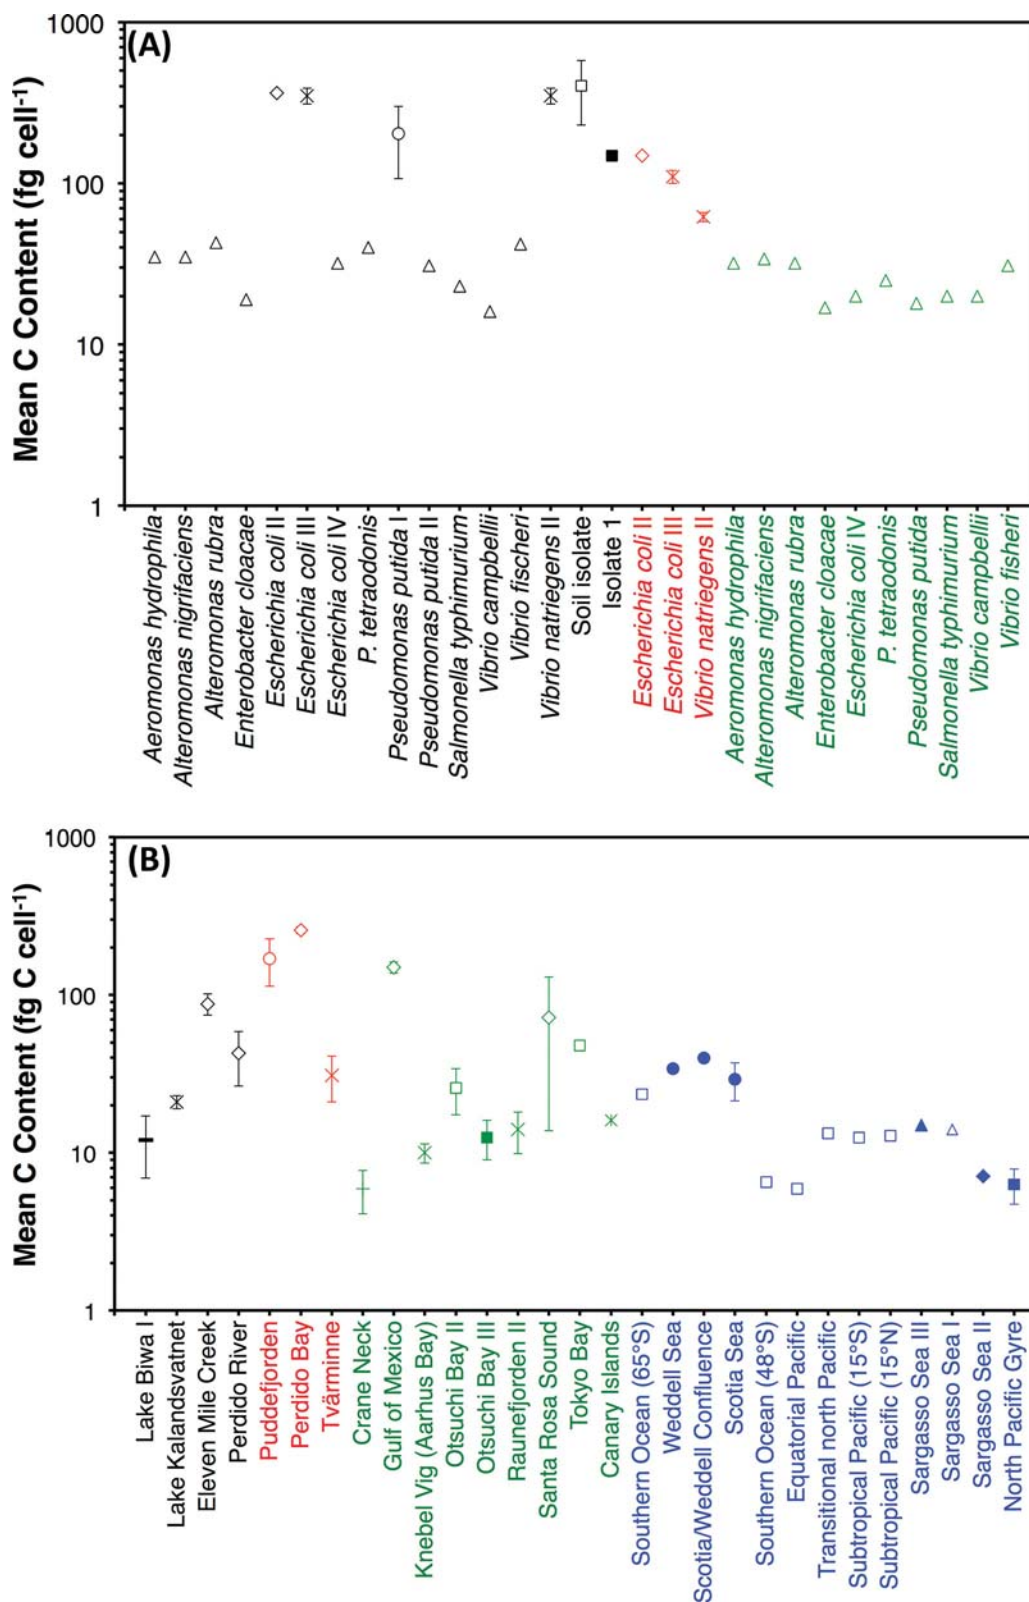 (A)
Mean C Content (fg cell-1)
1000
100
10
1
Aeromonas hydrophila
Alteromonas nigrifaciens
Alteromonas rubra
Enterobacter cloacae
Escherichia coli II
Escherichia coli III
Escherichia coli IV
P. tetraodonis
Pseudomonas putida I
Pseudomonas putida II
Salmonella typhimurium
Vibrio campbellii
Vibrio fischeri
Vibrio natriegens II
Soil isolate
Isolate 1
Escherichia coli II
Escherichia coli III
Vibrio natriegens II
Aeromonas hydrophila
Alteromonas nigrifaciens
Alteromonas rubra
Enterobacter cloacae
Escherichia coli IV
P. tetraodonis
Pseudomonas putida
Salmonella typhimurium
Vibrio campbellii
Vibrio fisheri
(B)
Mean C Content (fg C cell-1)
1000
100
10
1
Lake Biwa I
Lake Kalandsvatnet
Eleven Mile Creek
Perdido River
Puddefjorden
Perdido Bay
Tvärminne
Crane Neck
Gulf of Mexico
Knebel Vig (Aarhus Bay)
Otsuchi Bay II
Otsuchi Bay III
Raunefjorden II
Santa Rosa Sound
Tokyo Bay
Canary Islands
Southern Ocean (65°S)
Weddell Sea
Scotia/Weddell Confluence
Scotia Sea
Southern Ocean (48°S)
Equatorial Pacific
Transitional north Pacific
Subtropical Pacific (15°S)
Subtropical Pacific (15°N)
Sargasso Sea III
Sargasso Sea I
Sargasso Sea II
North Pacific Gyre